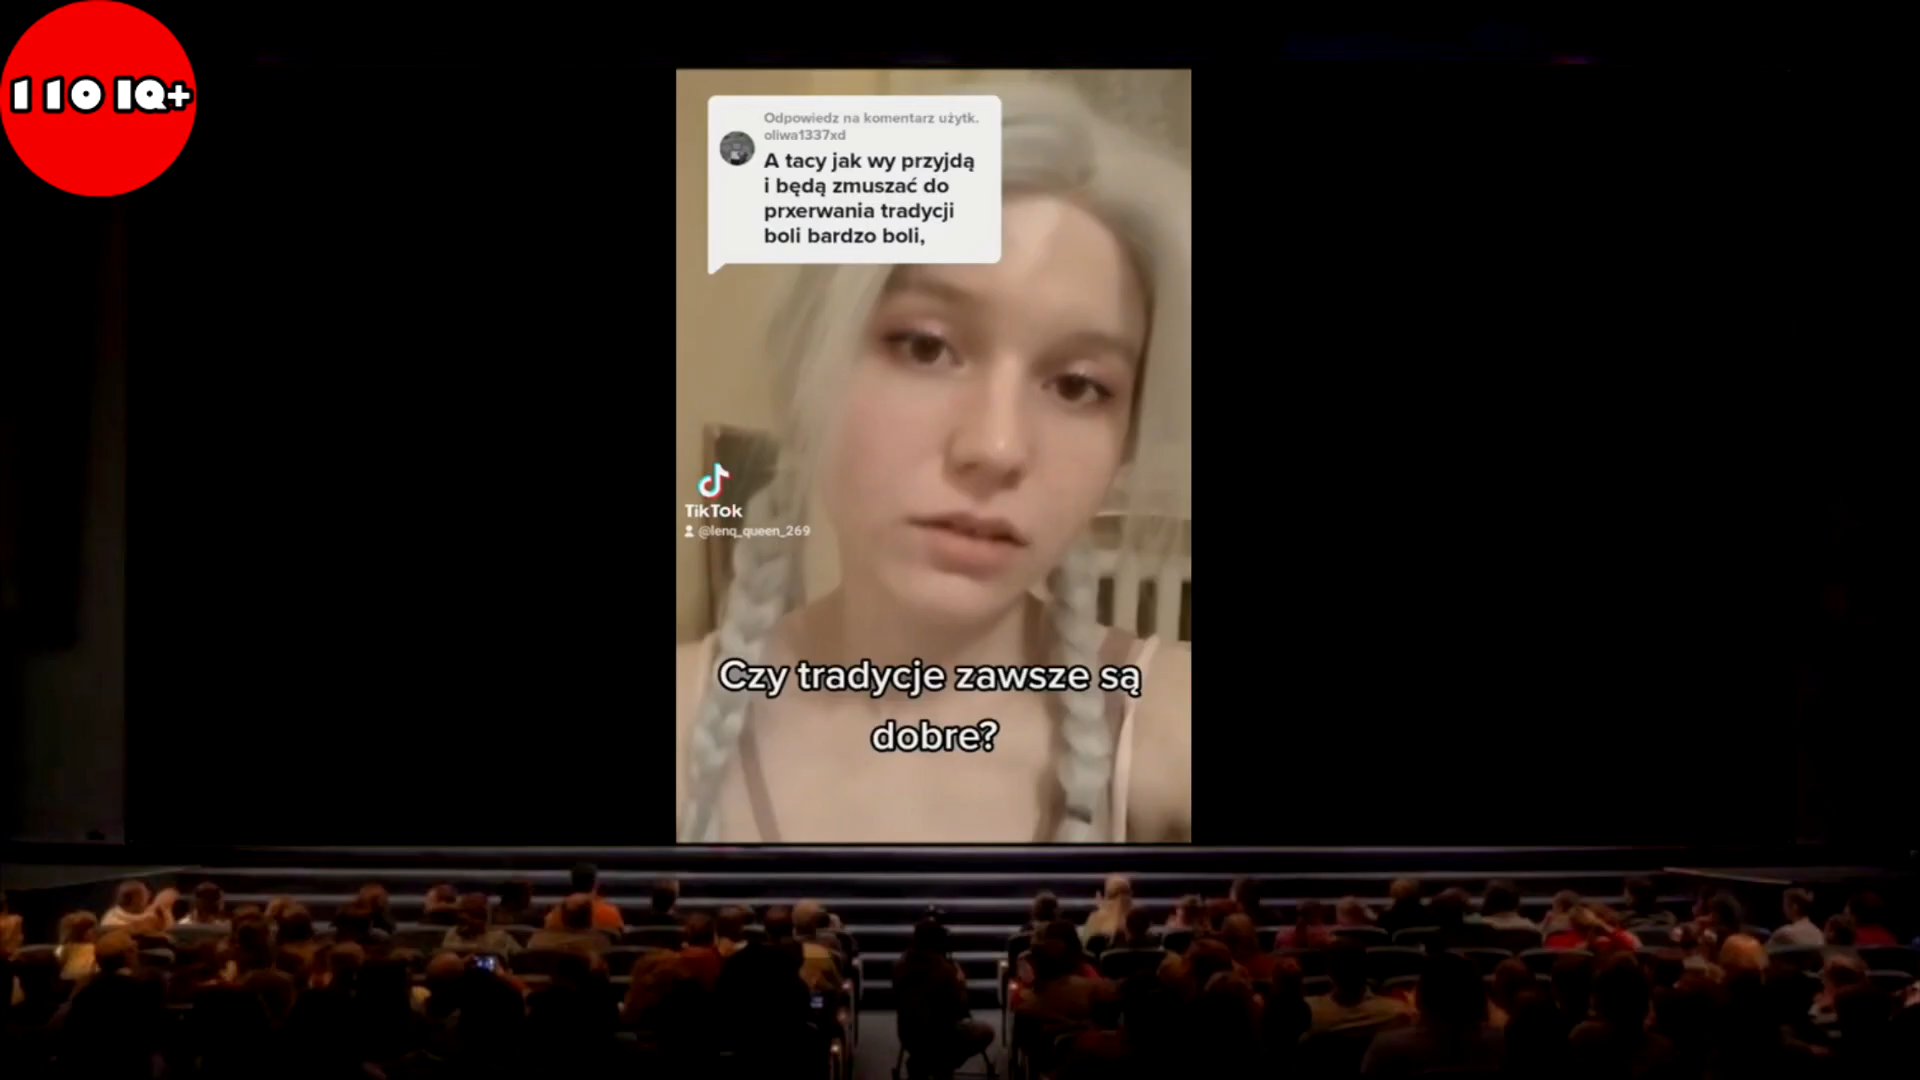 110 IQ+
Odpowiedz na komentarz użytk.
oliwa1337xd
A tacy jak wy przyjdą
i będą zmuszać do
prxerwania tradycji
boli bardzo boli,
TikTok
@lenq_queen_269
Czy tradycje zawsze są
dobre?